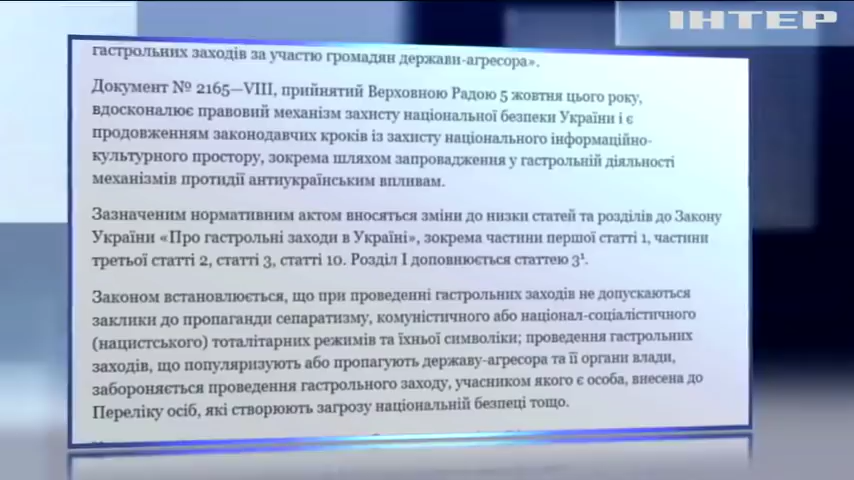 ІНТЕР
гастрольних заходів за участю громадян держави-агресора».
Документ № 2165—VIII, прийнятий Верховною Радою 5 жовтня цього року,
вдосконалює правовий механізм захисту національної безпеки України і є
продовженням законодавчих кроків із захисту національного інформаційно-
культурного простору, зокрема шляхом запровадження у гастрольній діяльності
механізмів протидії антиукраїнським впливам.
Зазначеним нормативним актом вносяться зміни до низки статей та розділів до Закону
України «Про гастрольні заходи в Україні», зокрема частини першої статті 1, частини
третьої статті 2, статті 3, статті 10. Розділ І доповнюється статтею 3¹.
Законом встановлюється, що при проведенні гастрольних заходів не допускаються
заклики до пропаганди сепаратизму, комуністичного або націонал-соціалістичного
(нацистського) тоталітарних режимів та їхньої символіки; проведення гастрольних
заходів, що популяризують або пропагують державу-агресора та її органи влади,
забороняється проведення гастрольного заходу, учасником якого є особа, внесена до
Переліку осіб, які створюють загрозу національній безпеці тощо.